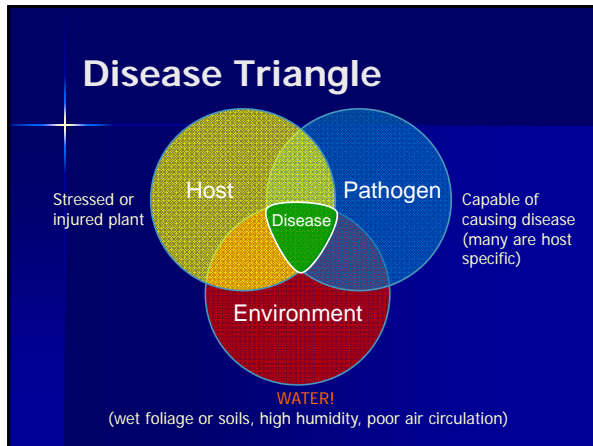 Disease Triangle
Host
Pathogen
Stressed or
injured plant
Disease
Capable of
causing disease
(many are host
specific)
Environment
WATER!
(wet foliage or soils, high humidity, poor air circulation)